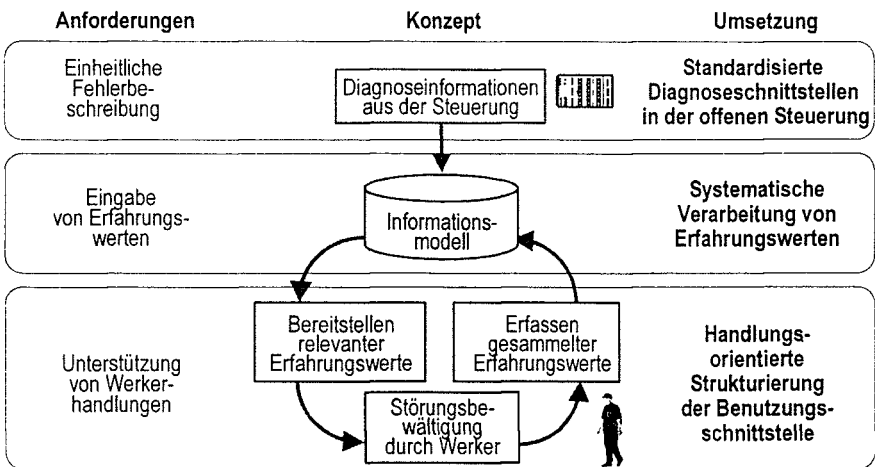 Anforderungen
Konzept
Umsetzung
Einheitliche
Fehlerbe-
schreibung
Diagnoseinformationen
aus der Steuerung
Standardisierte
Diagnoseschnittstellen
in der offenen Steuerung
Eingabe
von Erfahrungs-
werten
Informations-
modell
Systematische
Verarbeitung von
Erfahrungswerten
Unterstützung
von Werker-
handlungen
Bereitstellen
relevanter
Erfahrungswerte
Erfassen
gesammelter
Erfahrungswerte
Störungsbe-
wältigung
durch Werker
Handlungs-
orientierte
Strukturierung
der Benutzungs-
schnittstelle